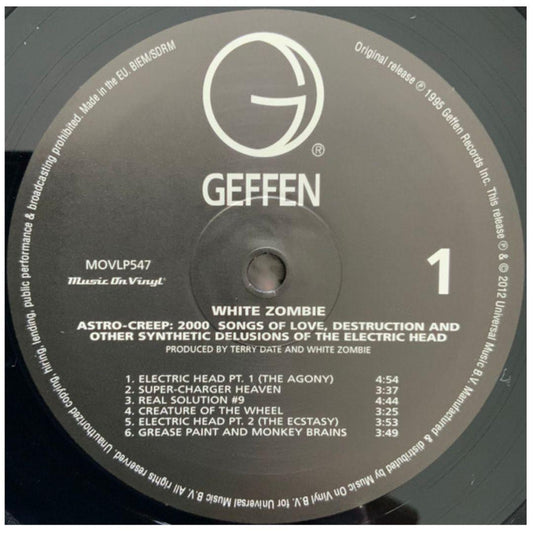 Original release ℗ 1995 Geffen Records Inc. This release ℗ & © 2012 Universal Music B.V. Manufactured & distributed by Music On Vinyl B.V. for Universal Music B.V. All rights reserved. Unauthorized copying, hiring, lending, public performance & broadcasting prohibited. Made in the EU. BIEM/SDRM
G®
GEFFEN
MOVLP547
1
Music On Vinyl®
WHITE ZOMBIE
ASTRO-CREEP: 2000 SONGS OF LOVE, DESTRUCTION AND
OTHER SYNTHETIC DELUSIONS OF THE ELECTRIC HEAD
PRODUCED BY TERRY DATE AND WHITE ZOMBIE
1. ELECTRIC HEAD PT. 1 (THE AGONY) 4:54
2. SUPER-CHARGER HEAVEN 3:37
3. REAL SOLUTION #9 4:44
4. CREATURE OF THE WHEEL 3:25
5. ELECTRIC HEAD PT. 2 (THE ECSTASY) 3:53
6. GREASE PAINT AND MONKEY BRAINS 3:49